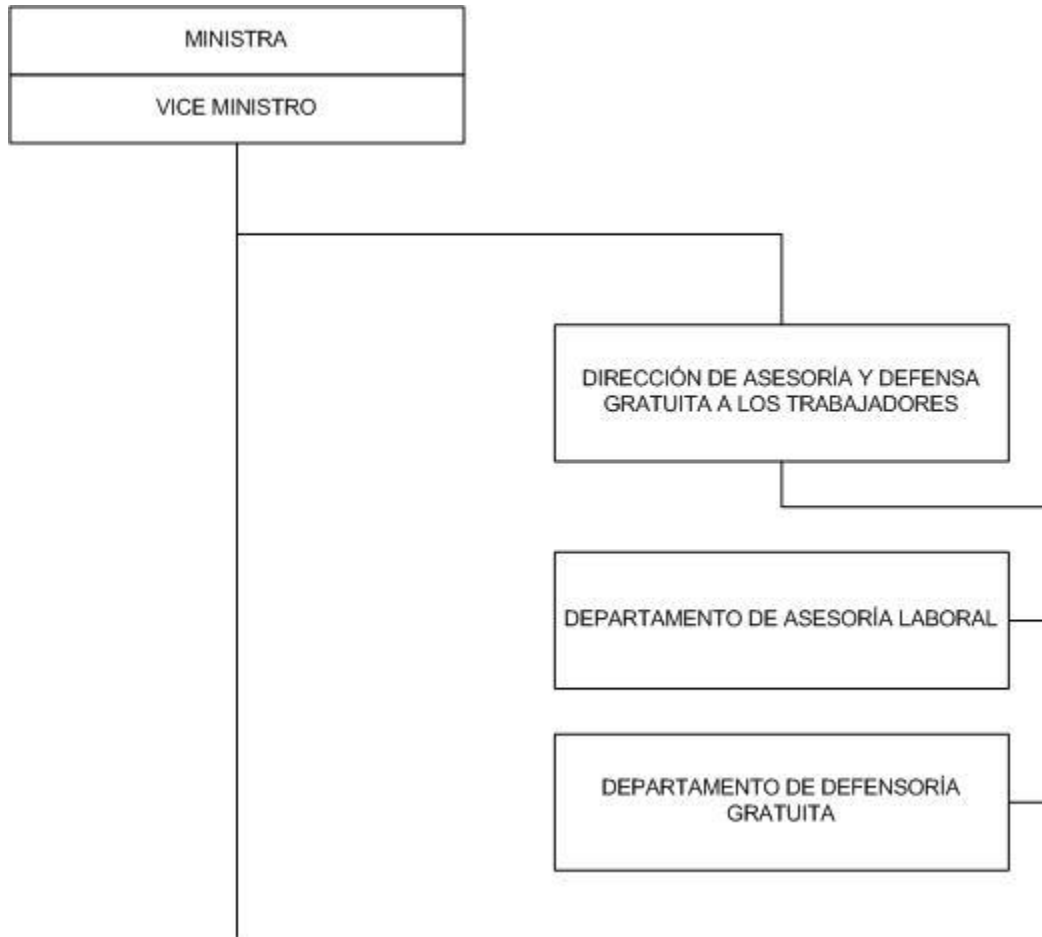 MINISTRA
VICE MINISTRO
DIRECCIÓN DE ASESORÍA Y DEFENSA
GRATUITA A LOS TRABAJADORES
DEPARTAMENTO DE ASESORÍA LABORAL
DEPARTAMENTO DE DEFENSORÍA
GRATUITA